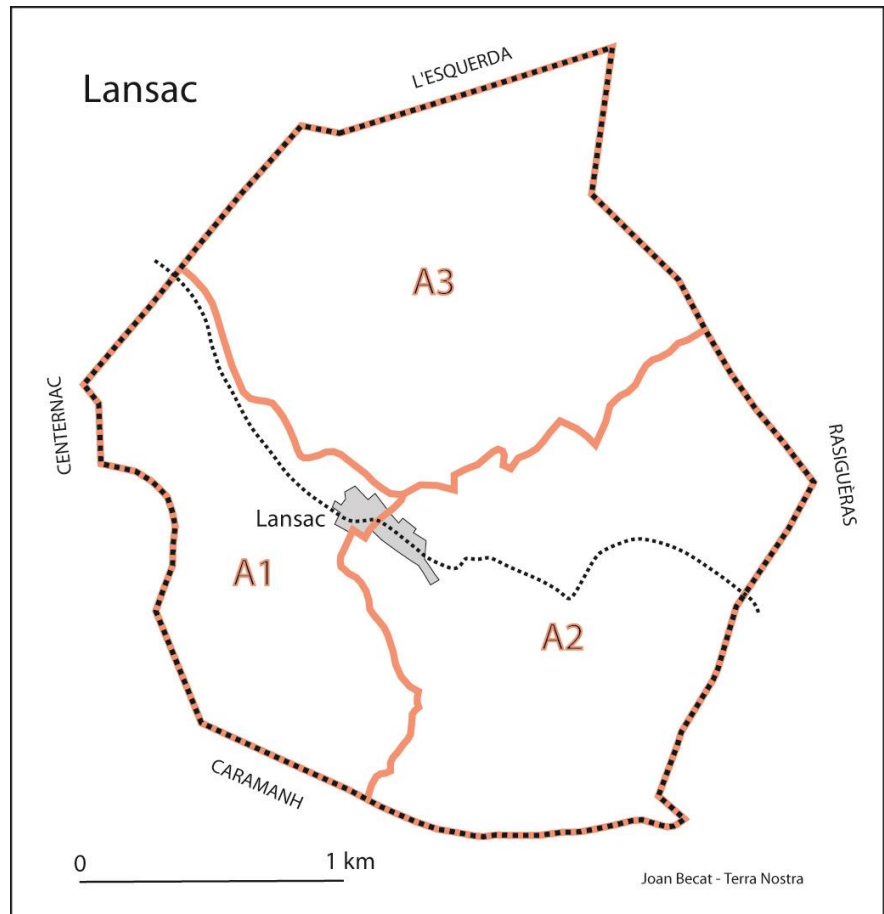 Lansac
L'ESQUERDA
A3
CENTERNAC
RASIGUÈRAS
Lansac
A1
A2
CARAMANH
0 1 km
Joan Becat - Terra Nostra